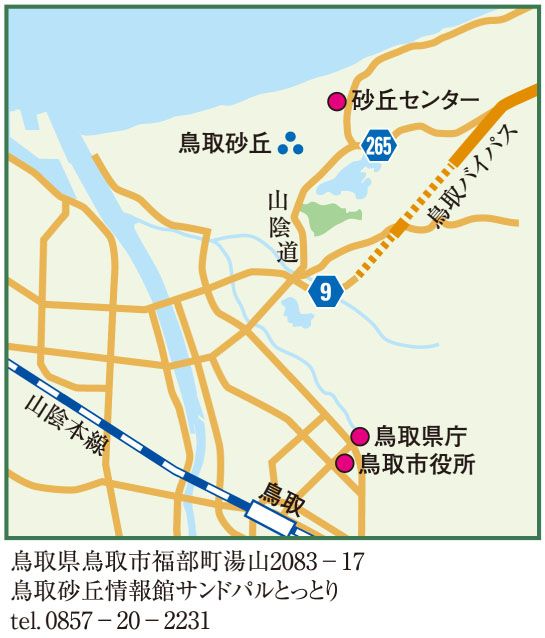 砂丘センター
鳥取砂丘
265
鳥取バイパス
山陰道
9
鳥取県庁
鳥取市役所
山陰本線
鳥取
鳥取県鳥取市福部町湯山2083－17
鳥取砂丘情報館サンドパルとっとり
tel.0857－20－2231